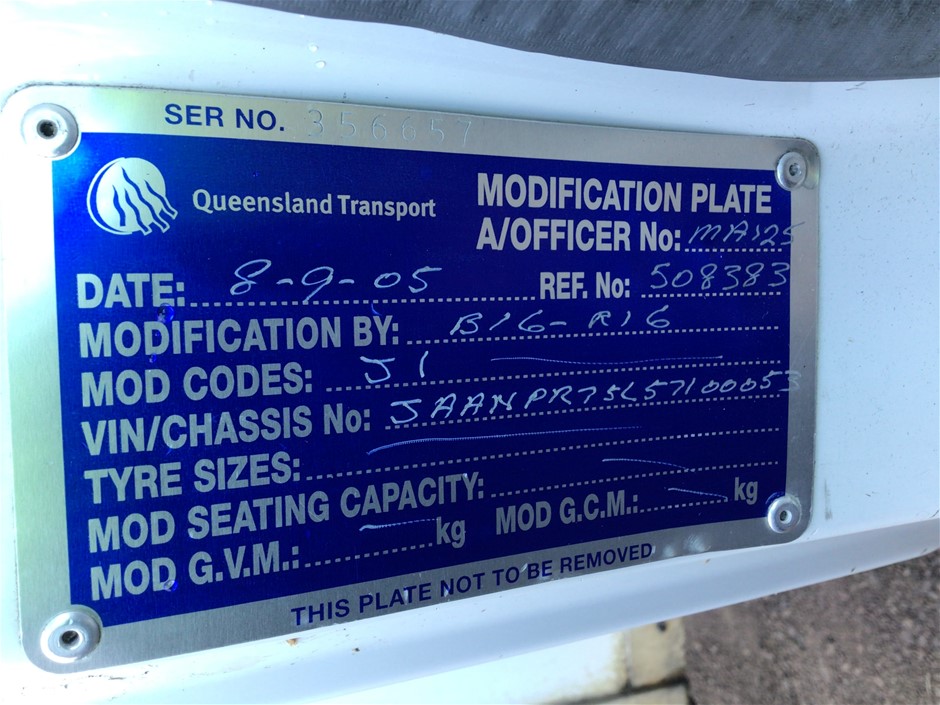 SER NO. 356657
Queensland Transport
MODIFICATION PLATE
A/OFFICER No: MA125
DATE: 8-9-05
REF. No: 508383
MODIFICATION BY: BIG-RIG
MOD CODES: J1
VIN/CHASSIS No: JAANPR75L57100053
TYRE SIZES:
MOD SEATING CAPACITY:
MOD G.V.M.: kg MOD G.C.M.: kg
THIS PLATE NOT TO BE REMOVED